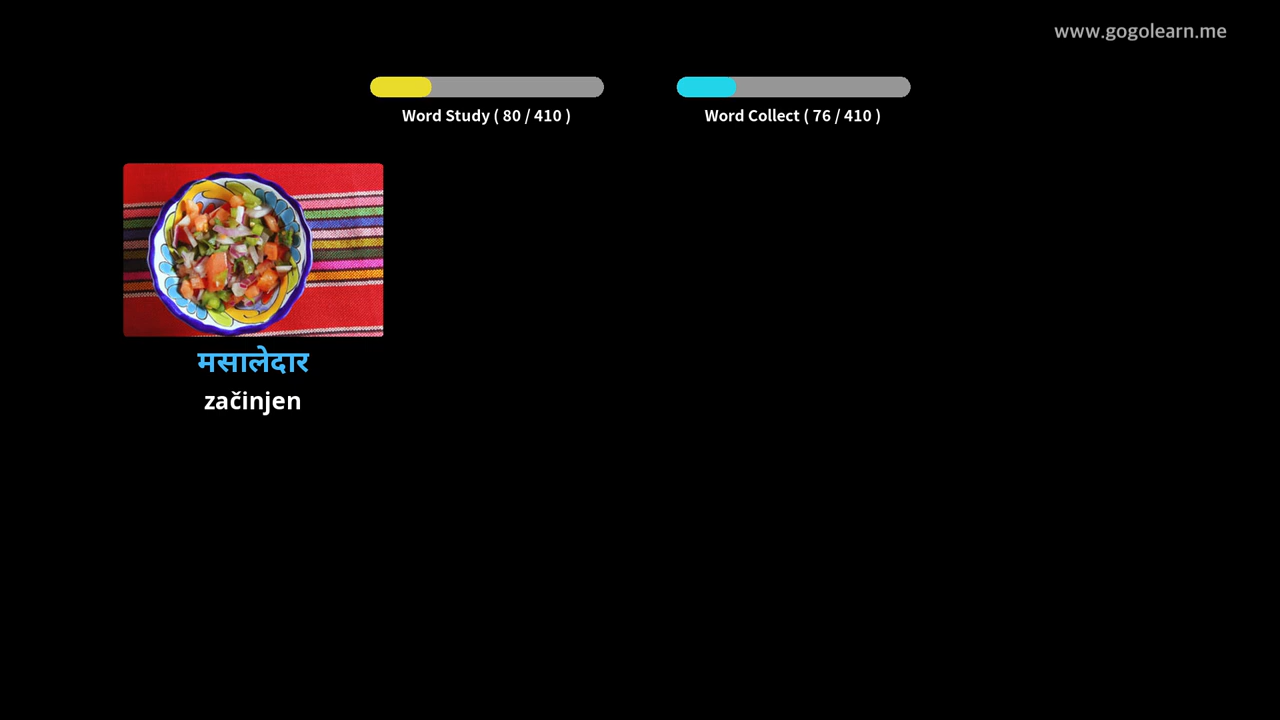 www.gogolearn.me
Word Study ( 80 / 410 )
Word Collect ( 76 / 410 )
मसालेदार
začinjen